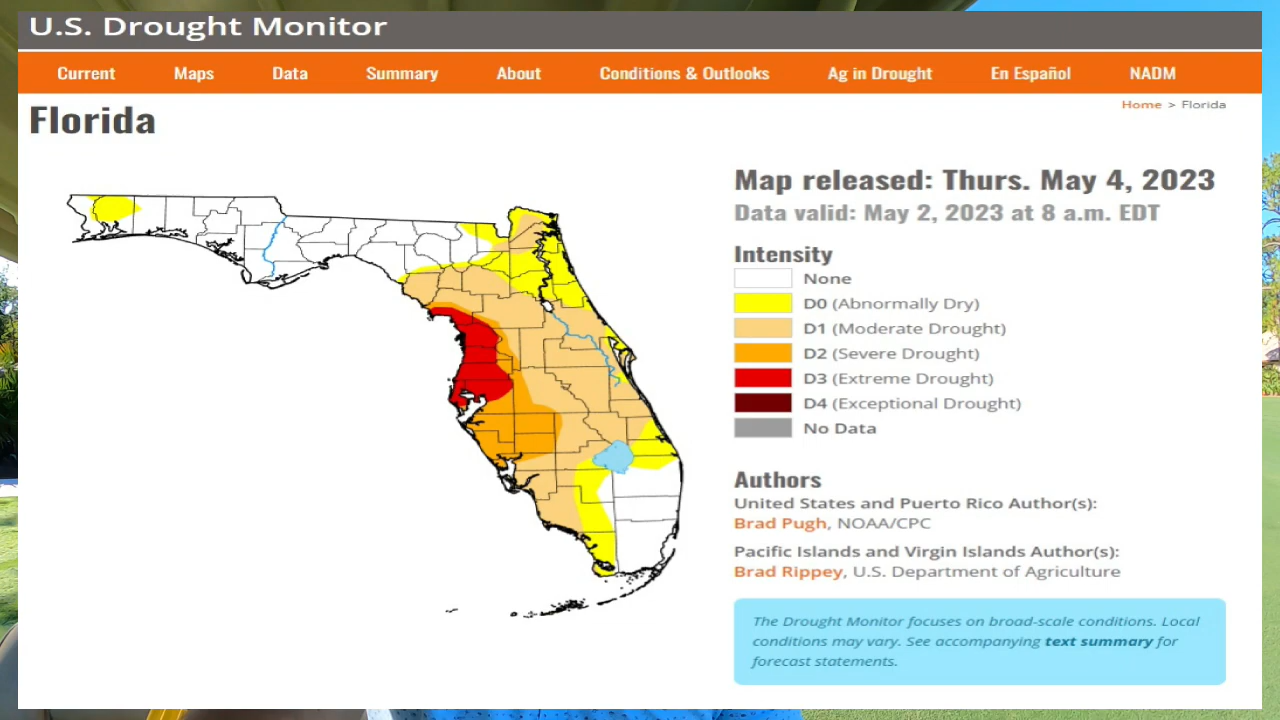 U.S. Drought Monitor
Current Maps Data Summary About Conditions & Outlooks Ag in Drought En Español NADM
Home > Florida
Florida
Map released: Thurs. May 4, 2023
Data valid: May 2, 2023 at 8 a.m. EDT
Intensity
None
D0 (Abnormally Dry)
D1 (Moderate Drought)
D2 (Severe Drought)
D3 (Extreme Drought)
D4 (Exceptional Drought)
No Data
Authors
United States and Puerto Rico Author(s):
Brad Pugh, NOAA/CPC
Pacific Islands and Virgin Islands Author(s):
Brad Rippey, U.S. Department of Agriculture
The Drought Monitor focuses on broad-scale conditions. Local
conditions may vary. See accompanying text summary for
forecast statements.